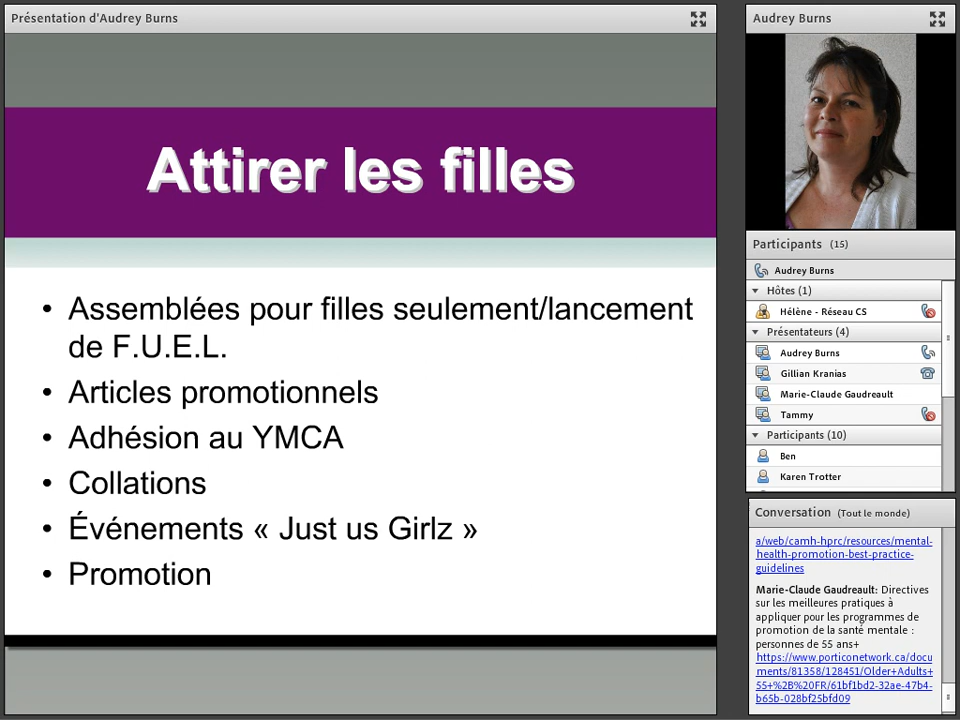 Présentation d'Audrey Burns
Attirer les filles
• Assemblées pour filles seulement/lancement
de F.U.E.L.
• Articles promotionnels
• Adhésion au YMCA
• Collations
• Événements « Just us Girlz »
• Promotion
Audrey Burns
Participants (15)
Audrey Burns
Hôtes (1)
Hélène - Réseau CS
Présentateurs (4)
Audrey Burns
Gillian Kranias
Marie-Claude Gaudreault
Tammy
Participants (10)
Ben
Karen Trotter
Conversation (Tout le monde)
a/web/camh-hprc/resources/mental-
health-promotion-best-practice-
guidelines
Marie-Claude Gaudreault: Directives
sur les meilleures pratiques à
appliquer pour les programmes de
promotion de la santé mentale :
personnes de 55 ans+
https://www.porticonetwork.ca/docu
ments/81358/128451/Older+Adults+
55+%2B%20FR/61bf1bd2-32ae-47b4-
b65b-028bf25bfd09